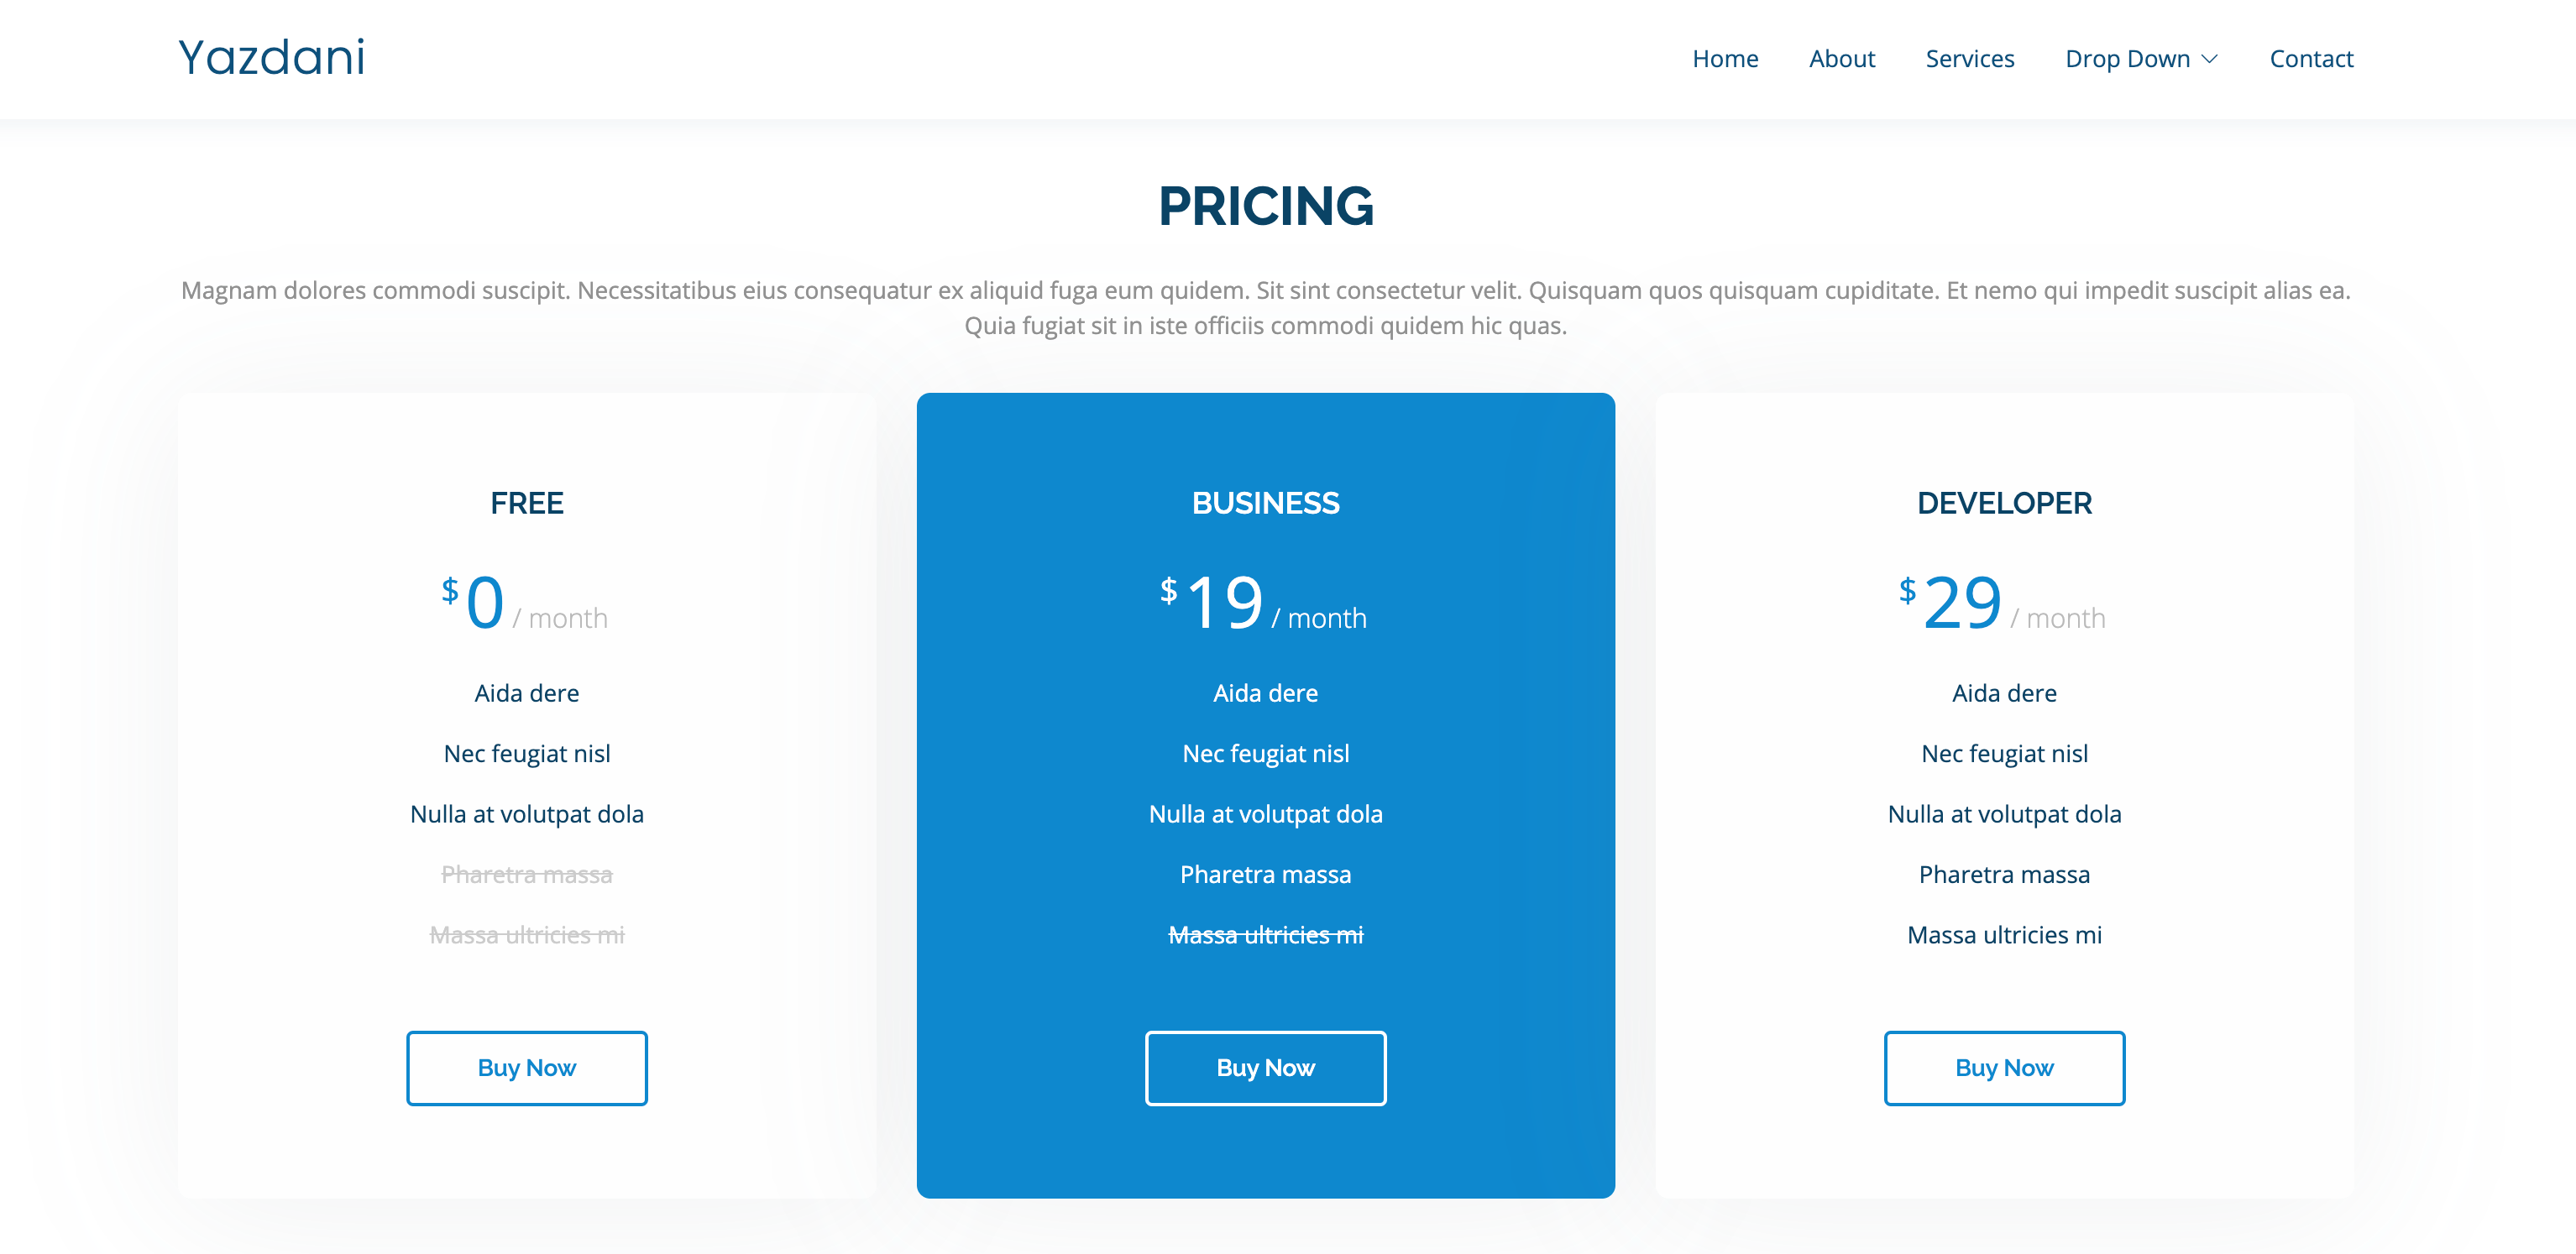 Yazdani
Home About Services Drop Down Contact
PRICING
Magnam dolores commodi suscipit. Necessitatibus eius consequatur ex aliquid fuga eum quidem. Sit sint consectetur velit. Quisquam quos quisquam cupiditate. Et nemo qui impedit suscipit alias ea.
Quia fugiat sit in iste officiis commodi quidem hic quas.
FREE
$0 / month
Aida dere
Nec feugiat nisl
Nulla at volutpat dola
Pharetra massa
Massa ultricies mi
Buy Now
BUSINESS
$19 / month
Aida dere
Nec feugiat nisl
Nulla at volutpat dola
Pharetra massa
Massa ultricies mi
Buy Now
DEVELOPER
$29 / month
Aida dere
Nec feugiat nisl
Nulla at volutpat dola
Pharetra massa
Massa ultricies mi
Buy Now